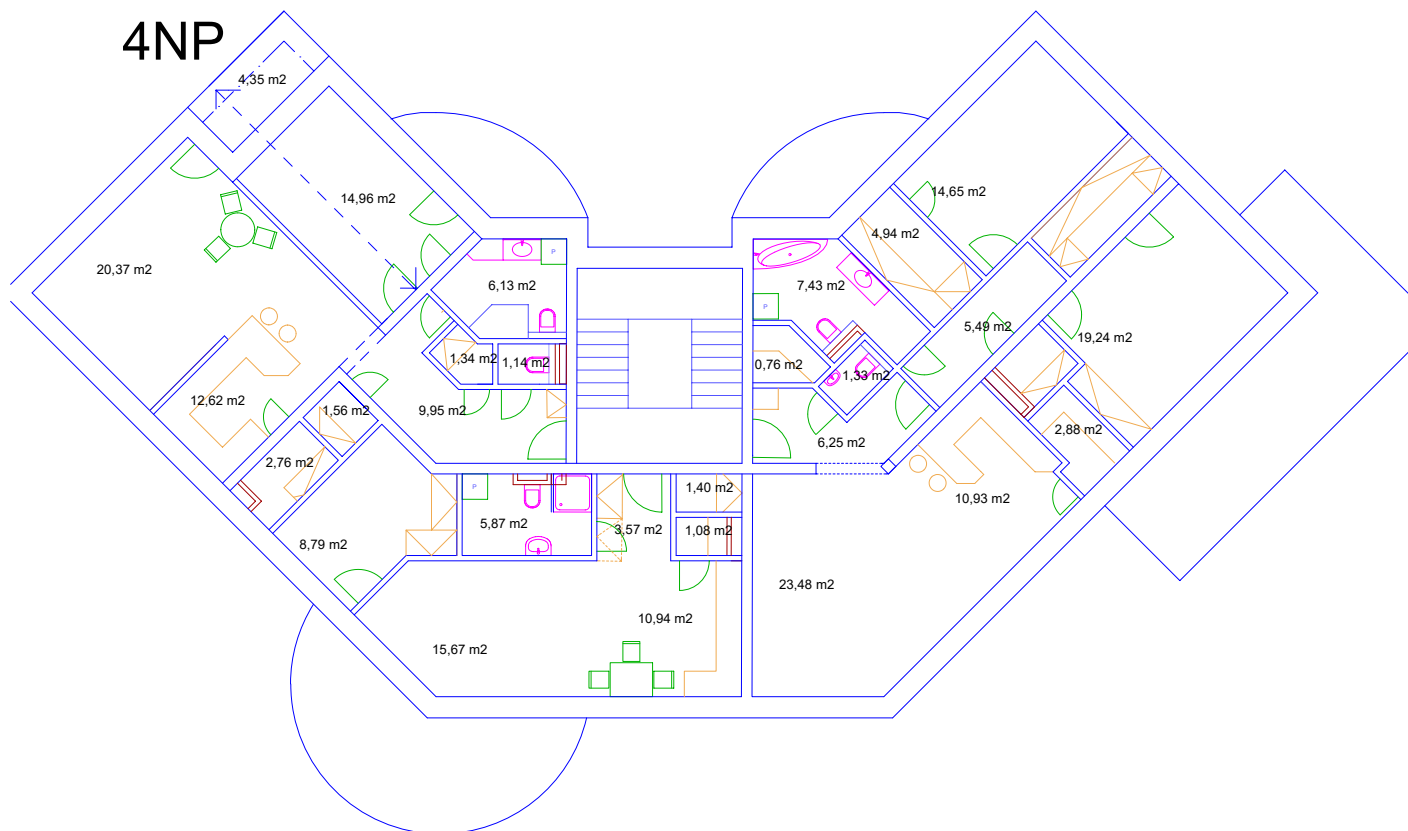 4NP
4,35 m2
14,96 m2
14,65 m2
4,94 m2
20,37 m2
6,13 m2
7,43 m2
5,49 m2
19,24 m2
1,34 m2
1,14 m2
0,76 m2
1,33 m2
12,62 m2
1,56 m2
9,95 m2
6,25 m2
2,88 m2
2,76 m2
1,40 m2
10,93 m2
5,87 m2
3,57 m2
1,08 m2
8,79 m2
23,48 m2
10,94 m2
15,67 m2
P
P
P